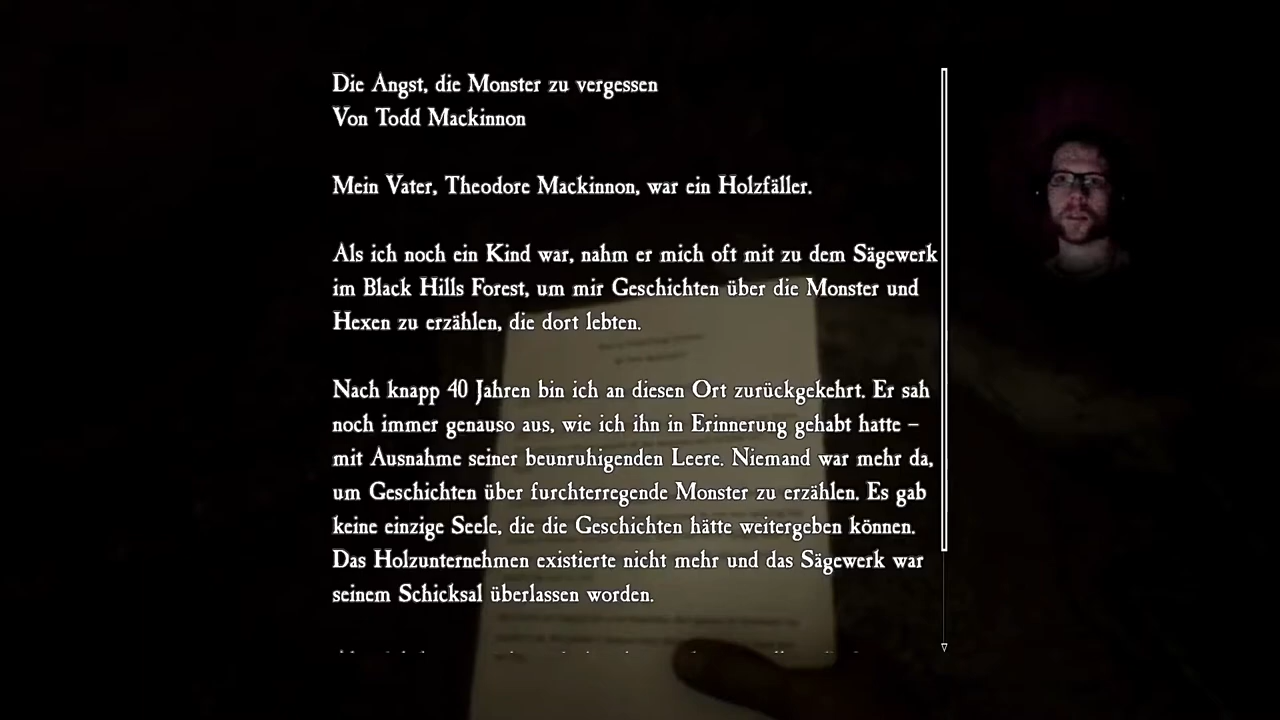 Die Angst, die Monster zu vergessen
Von Todd Mackinnon
Mein Vater, Theodore Mackinnon, war ein Holzfäller.
Als ich noch ein Kind war, nahm er mich oft mit zu dem Sägewerk
im Black Hills Forest, um mir Geschichten über die Monster und
Hexen zu erzählen, die dort lebten.
Nach knapp 40 Jahren bin ich an diesen Ort zurückgekehrt. Er sah
noch immer genauso aus, wie ich ihn in Erinnerung gehabt hatte –
mit Ausnahme seiner beunruhigenden Leere. Niemand war mehr da,
um Geschichten über furchterregende Monster zu erzählen. Es gab
keine einzige Seele, die die Geschichten hätte weitergeben können.
Das Holzunternehmen existierte nicht mehr und das Sägewerk war
seinem Schicksal überlassen worden.